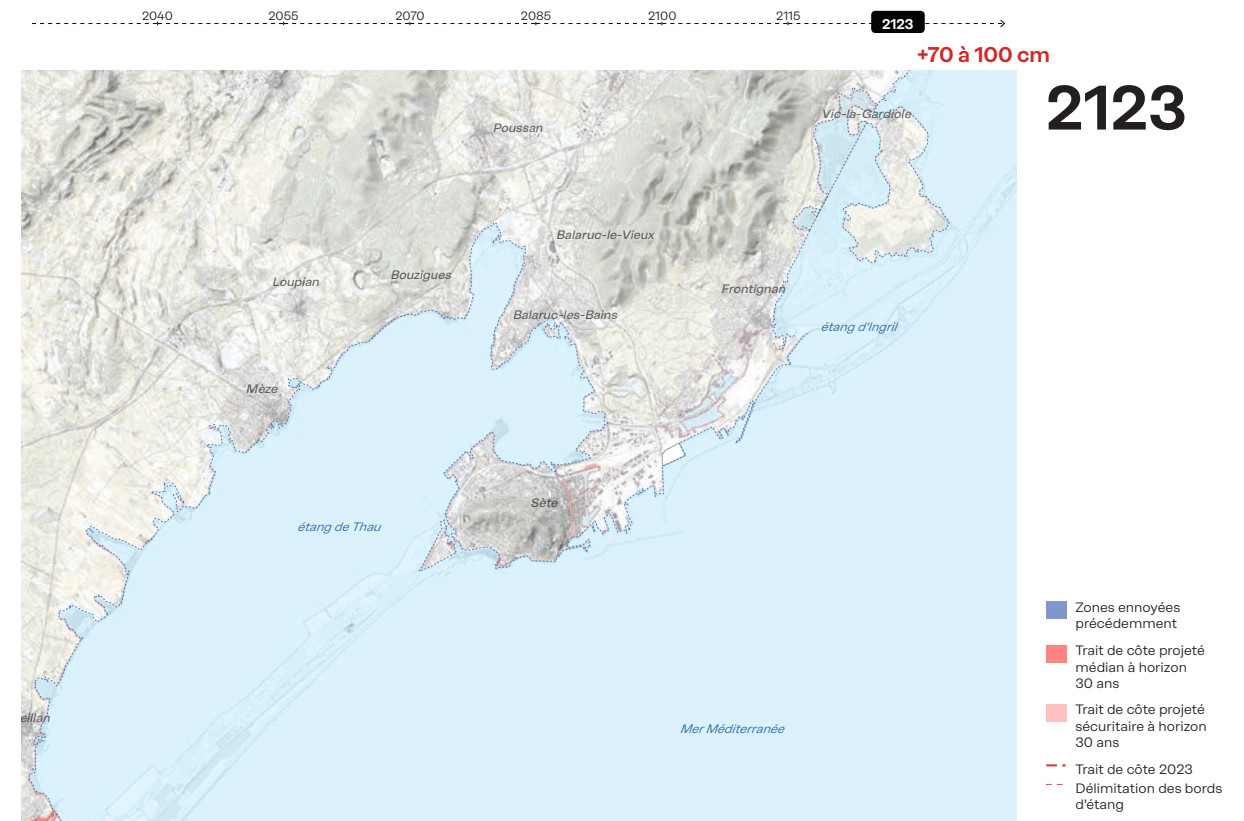 2040 2055 2070 2085 2100 2115 2123
+70 à 100 cm
2123
Vic-la-Gardiole
Poussan
Balaruc-le-Vieux
Bouzigues
Loupian
Frontignan
Balaruc-les-Bains
étang d'Ingril
Mèze
Sète
étang de Thau
eillan
Mer Méditerranée
Zones ennoyées
précédemment
Trait de côte projeté
médian à horizon
30 ans
Trait de côte projeté
sécuritaire à horizon
30 ans
Trait de côte 2023
Délimitation des bords
d'étang